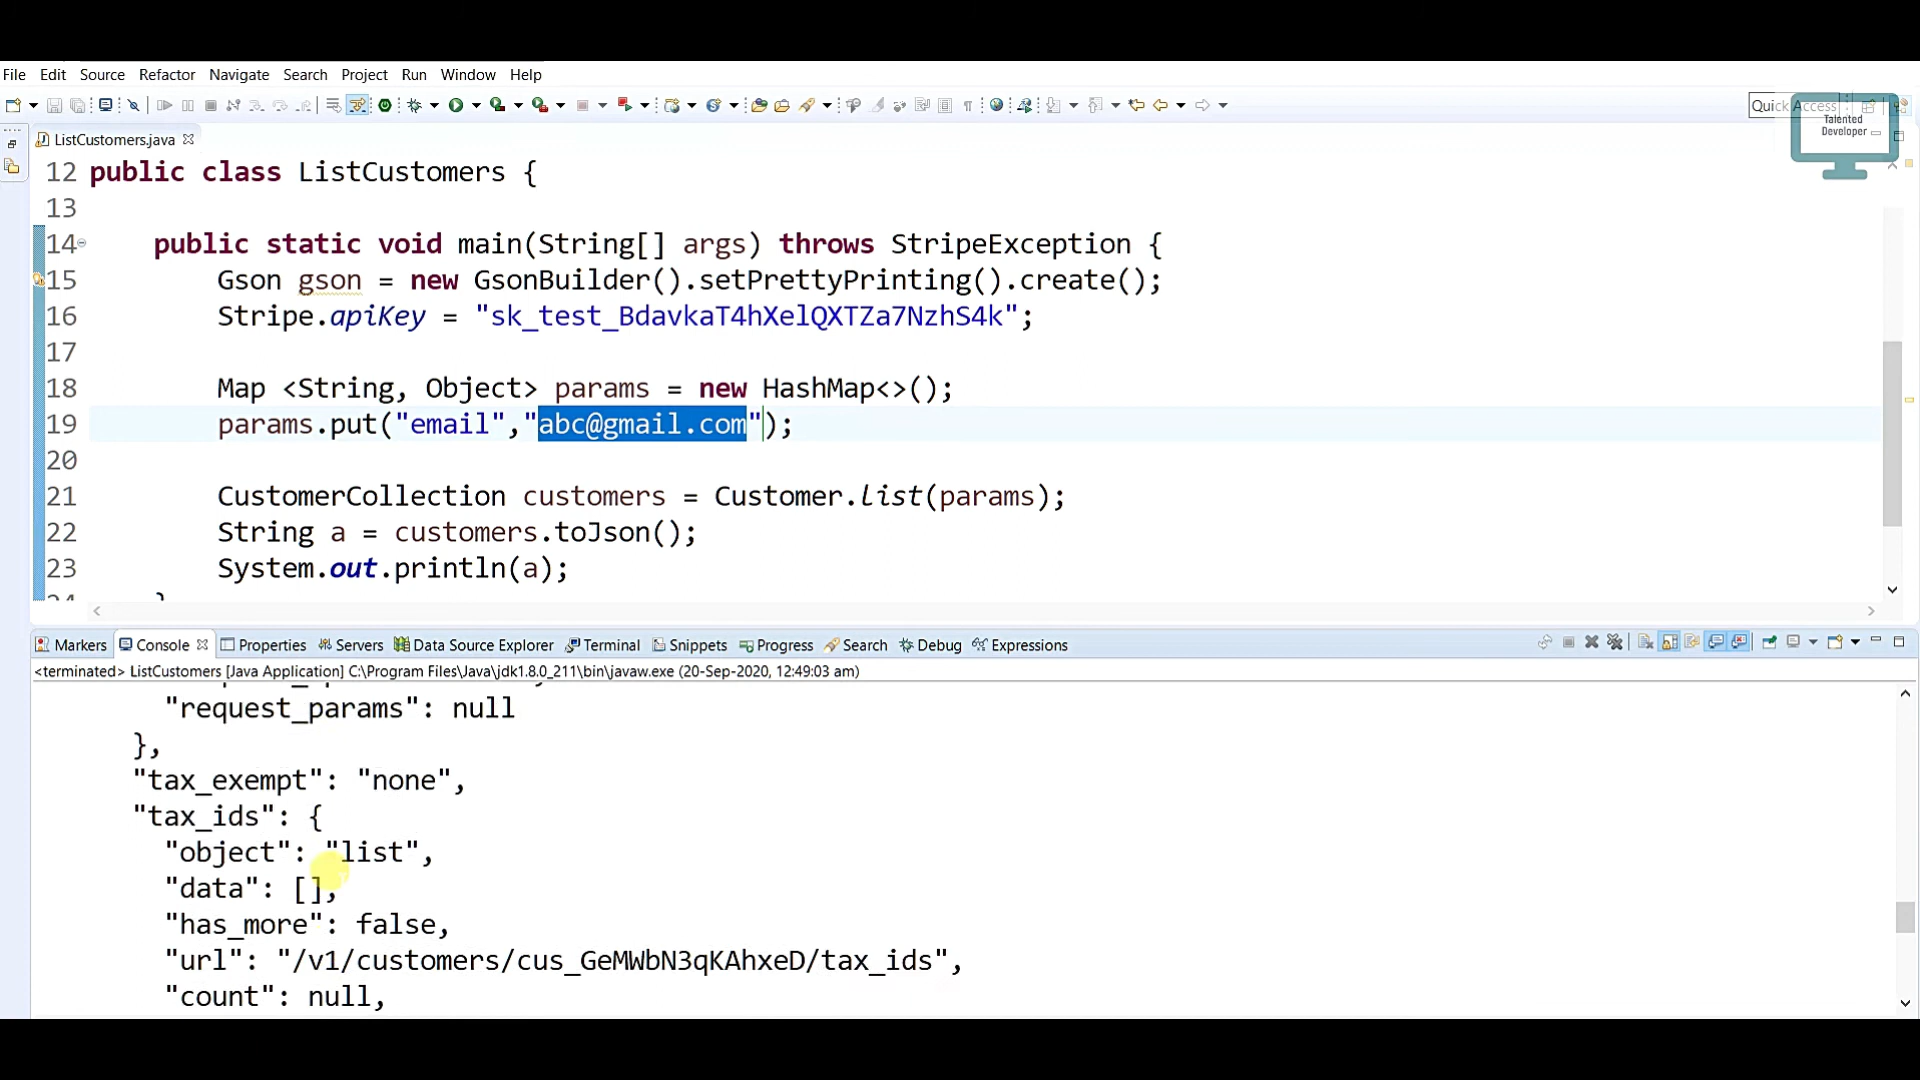 File Edit Source Refactor Navigate Search Project Run Window Help
Quick Access
Talented
Developer
ListCustomers.java
12 public class ListCustomers {
13
14 public static void main(String[] args) throws StripeException {
15 Gson gson = new GsonBuilder().setPrettyPrinting().create();
16 Stripe.apiKey = "sk_test_BdavkaT4hXelQXTZa7NzhS4k";
17
18 Map <String, Object> params = new HashMap<>();
19 params.put("email","abc@gmail.com");
20
21 CustomerCollection customers = Customer.list(params);
22 String a = customers.toJson();
23 System.out.println(a);
Markers Console Properties Servers Data Source Explorer Terminal Snippets Progress Search Debug Expressions
<terminated> ListCustomers [Java Application] C:\Program Files\Java\jdk1.8.0_211\bin\javaw.exe (20-Sep-2020, 12:49:03 am)
"request_params": null
},
"tax_exempt": "none",
"tax_ids": {
"object": "list",
"data": [],
"has_more": false,
"url": "/v1/customers/cus_GeMWbN3qKAhxeD/tax_ids",
"count": null,